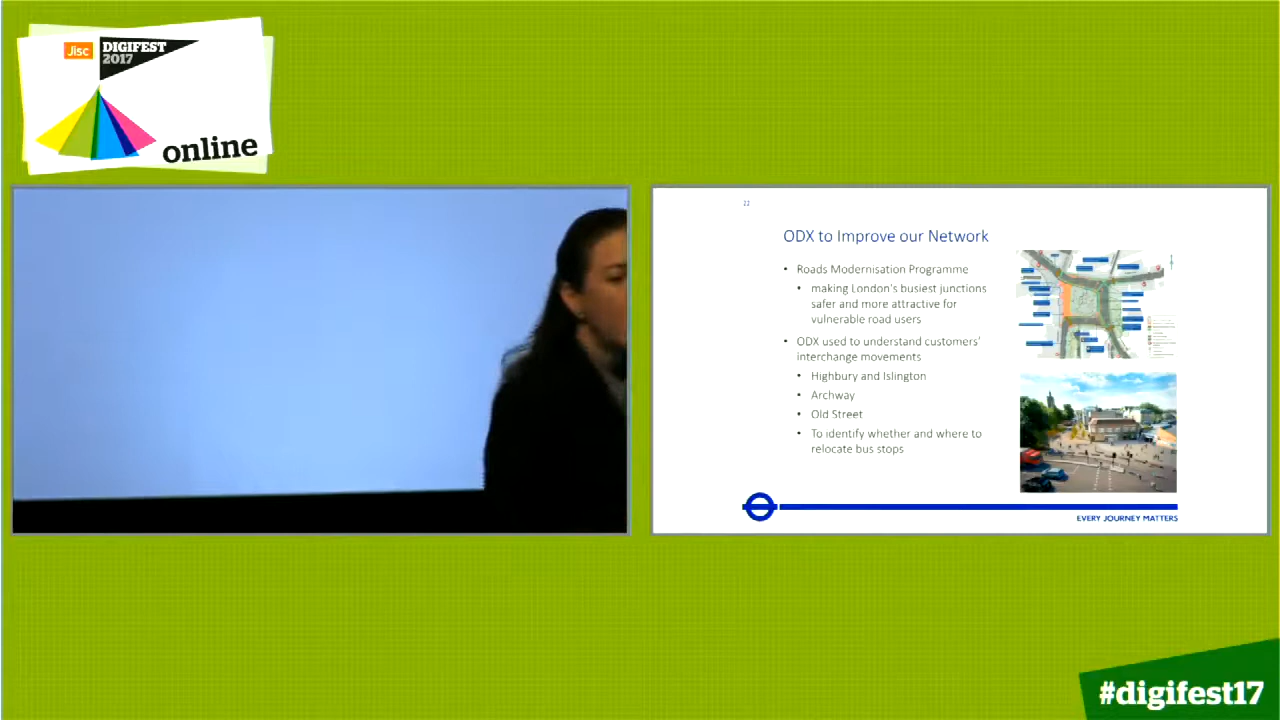 Jisc
DIGIFEST
2017
online
22
ODX to Improve our Network
• Roads Modernisation Programme
• making London's busiest junctions
safer and more attractive for
vulnerable road users
• ODX used to understand customers'
interchange movements
• Highbury and Islington
• Archway
• Old Street
• To identify whether and where to
relocate bus stops
EVERY JOURNEY MATTERS
#digifest17